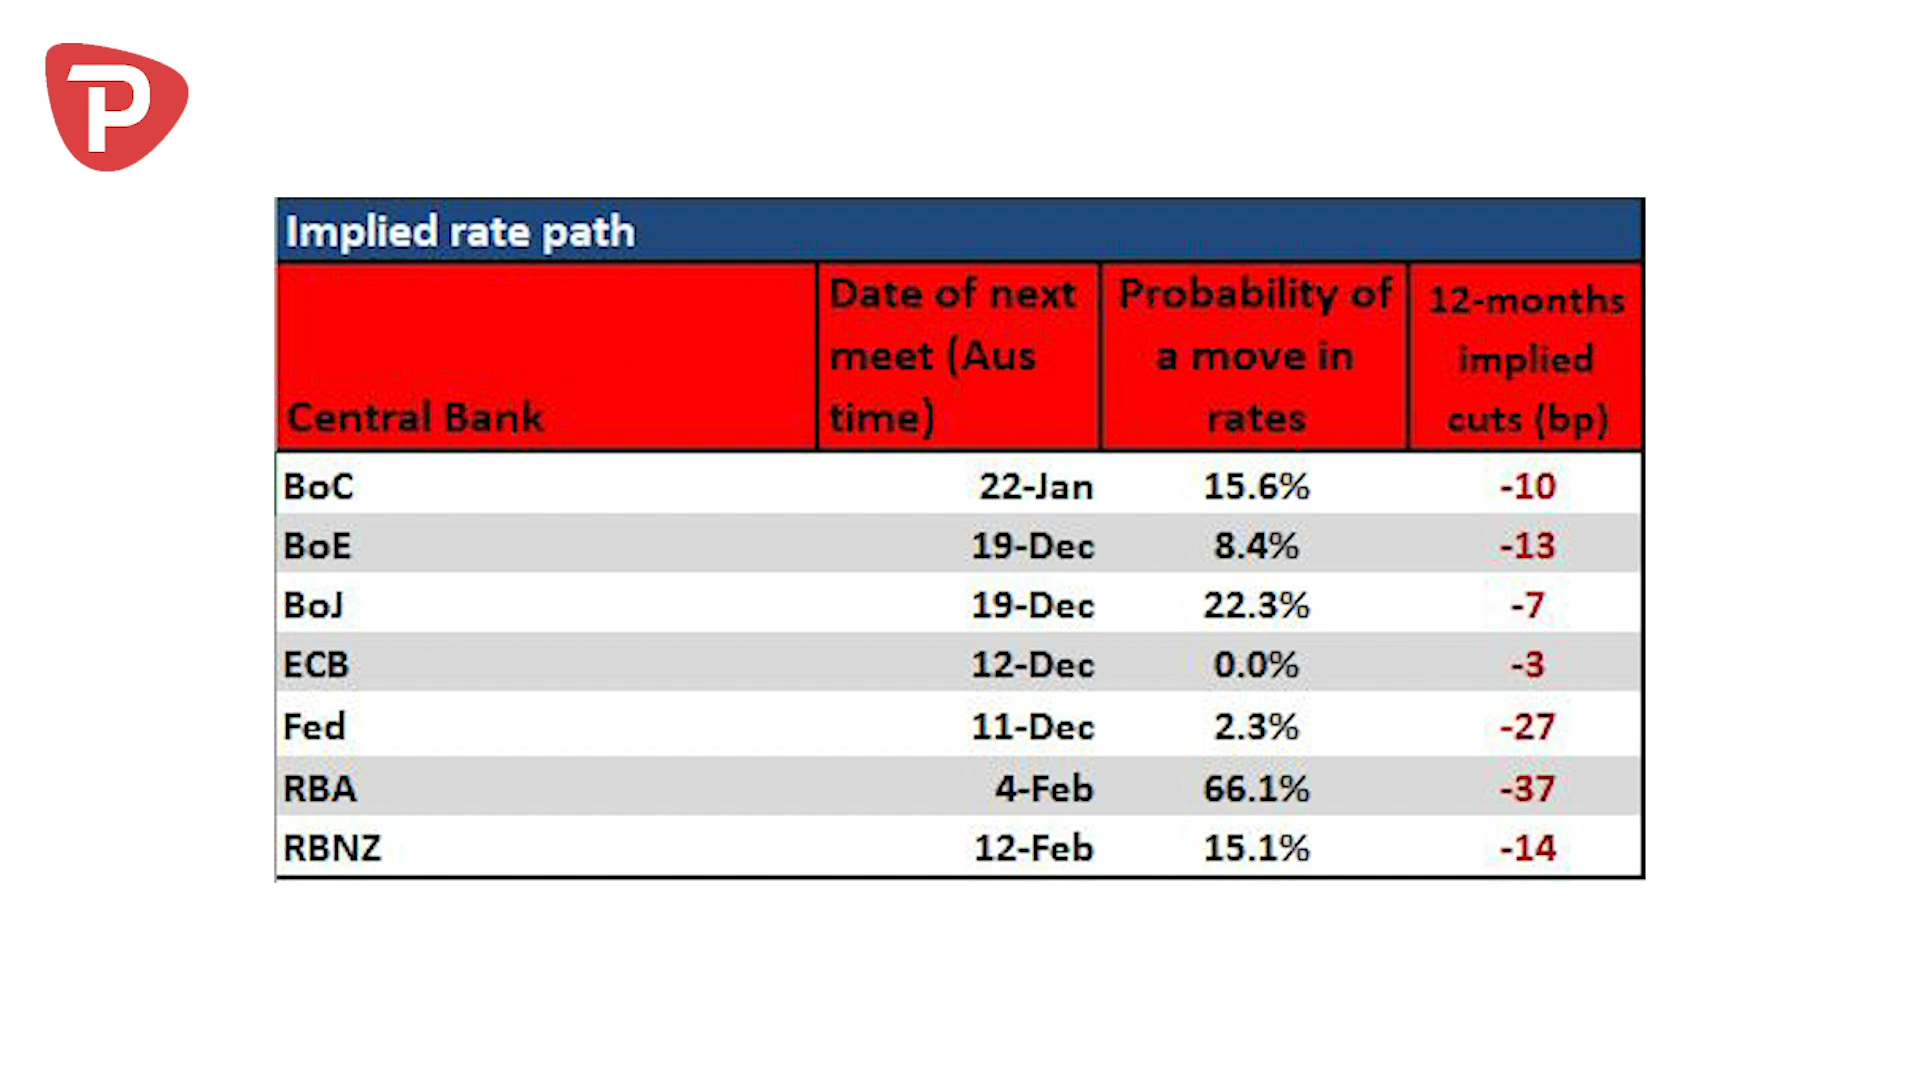 P
Implied rate path
Central Bank
Date of next
meet (Aus
time)
Probability of
a move in
rates
12-months
implied
cuts (bp)
BoC 22-Jan 15.6% -10
BoE 19-Dec 8.4% -13
BoJ 19-Dec 22.3% -7
ECB 12-Dec 0.0% -3
Fed 11-Dec 2.3% -27
RBA 4-Feb 66.1% -37
RBNZ 12-Feb 15.1% -14